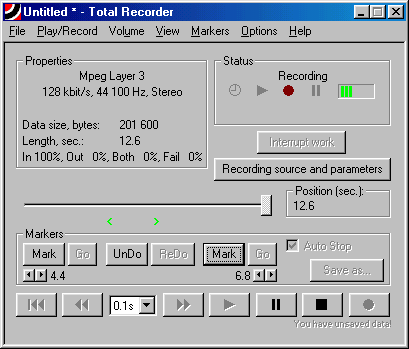 Untitled * - Total Recorder
File Play/Record Volume View Markers Options Help
Properties
Mpeg Layer 3
128 kbit/s, 44 100 Hz, Stereo
Data size, bytes: 201 600
Length, sec.: 12.6
In 100%, Out 0%, Both 0%, Fail 0%
Status
Recording
Interrupt work
Recording source and parameters
Position (sec.):
12.6
Markers
Mark Go UnDo ReDo Mark Go
4.4 6.8
Auto Stop
Save as...
0.1s
You have unsaved data!